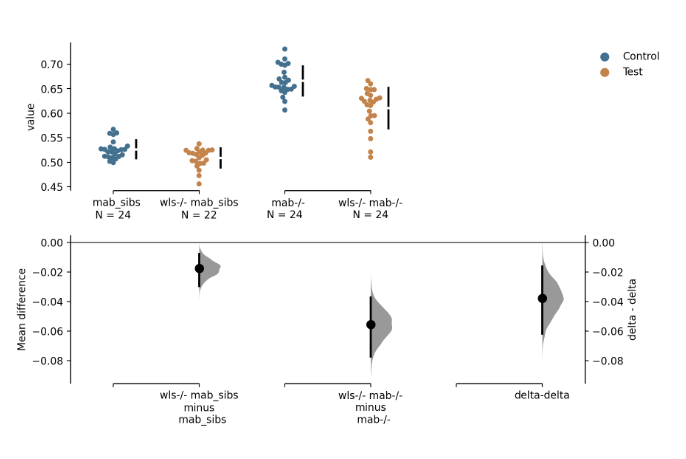 Control
Test
value
0.70
0.65
0.60
0.55
0.50
0.45
mab_sibs
N = 24
wls-/- mab_sibs
N = 22
mab-/-
N = 24
wls-/- mab-/-
N = 24
Mean difference
0.00
−0.02
−0.04
−0.06
−0.08
0.00
−0.02
−0.04
−0.06
−0.08
delta - delta
wls-/- mab_sibs
minus
mab_sibs
wls-/- mab-/-
minus
mab-/-
delta-delta